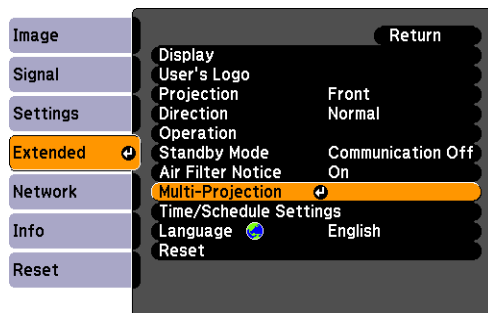 Image
Signal
Settings
Extended
Network
Info
Reset
Return
Display
User's Logo
Projection Front
Direction Normal
Operation
Standby Mode Communication Off
Air Filter Notice On
Multi-Projection
Time/Schedule Settings
Language English
Reset